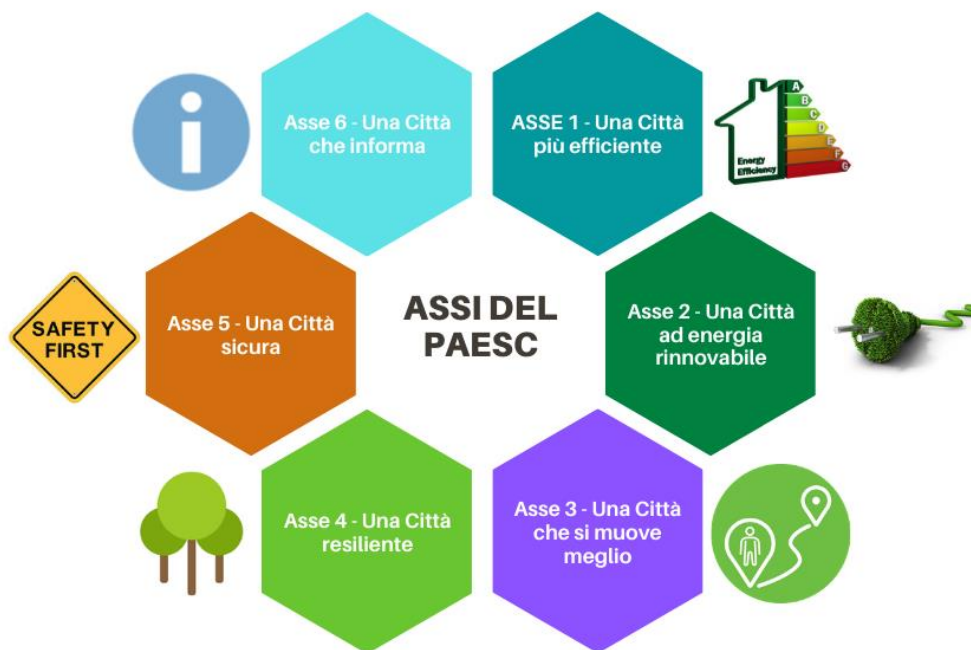 Asse 6 - Una Città
che informa
ASSE 1 - Una Città
più efficiente
A
B
C
D
E
F
G
Energy
Efficiency
Asse 5 - Una Città
sicura
SAFETY
FIRST
ASSI DEL
PAESC
Asse 2 - Una Città
ad energia
rinnovabile
Asse 4 - Una Città
resiliente
Asse 3 - Una Città
che si muove
meglio